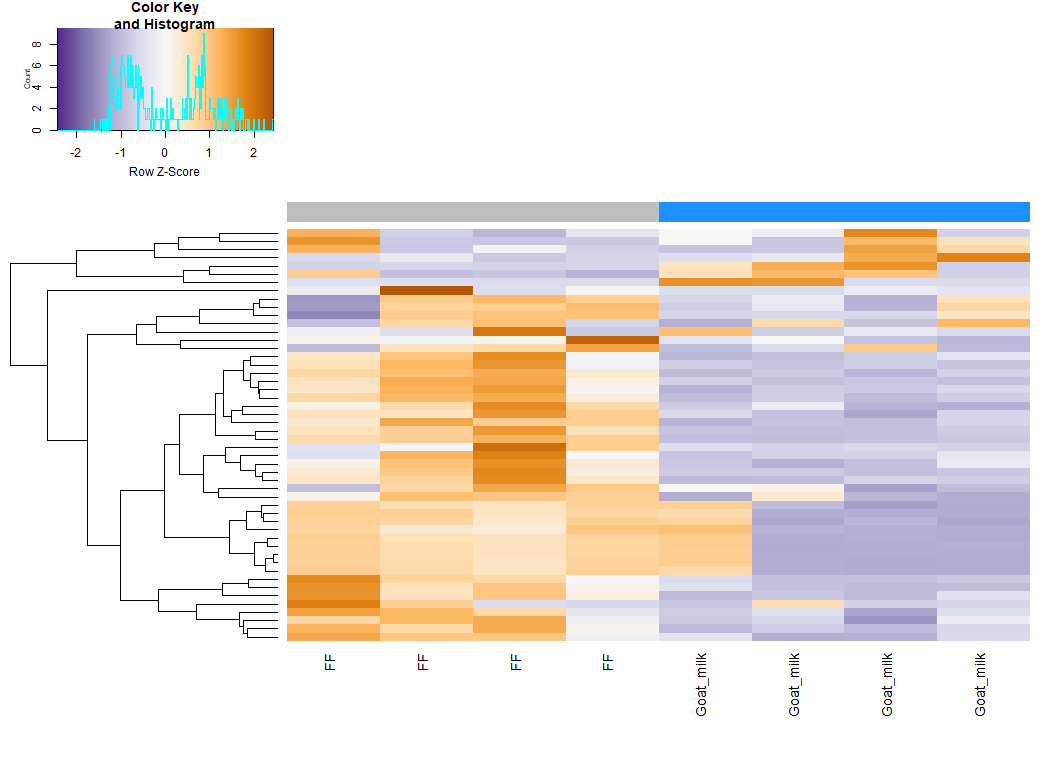 Color Key
and Histogram
Count
0 2 4 6 8
-2 -1 0 1 2
Row Z-Score
FF FF FF FF Goat_milk Goat_milk Goat_milk Goat_milk